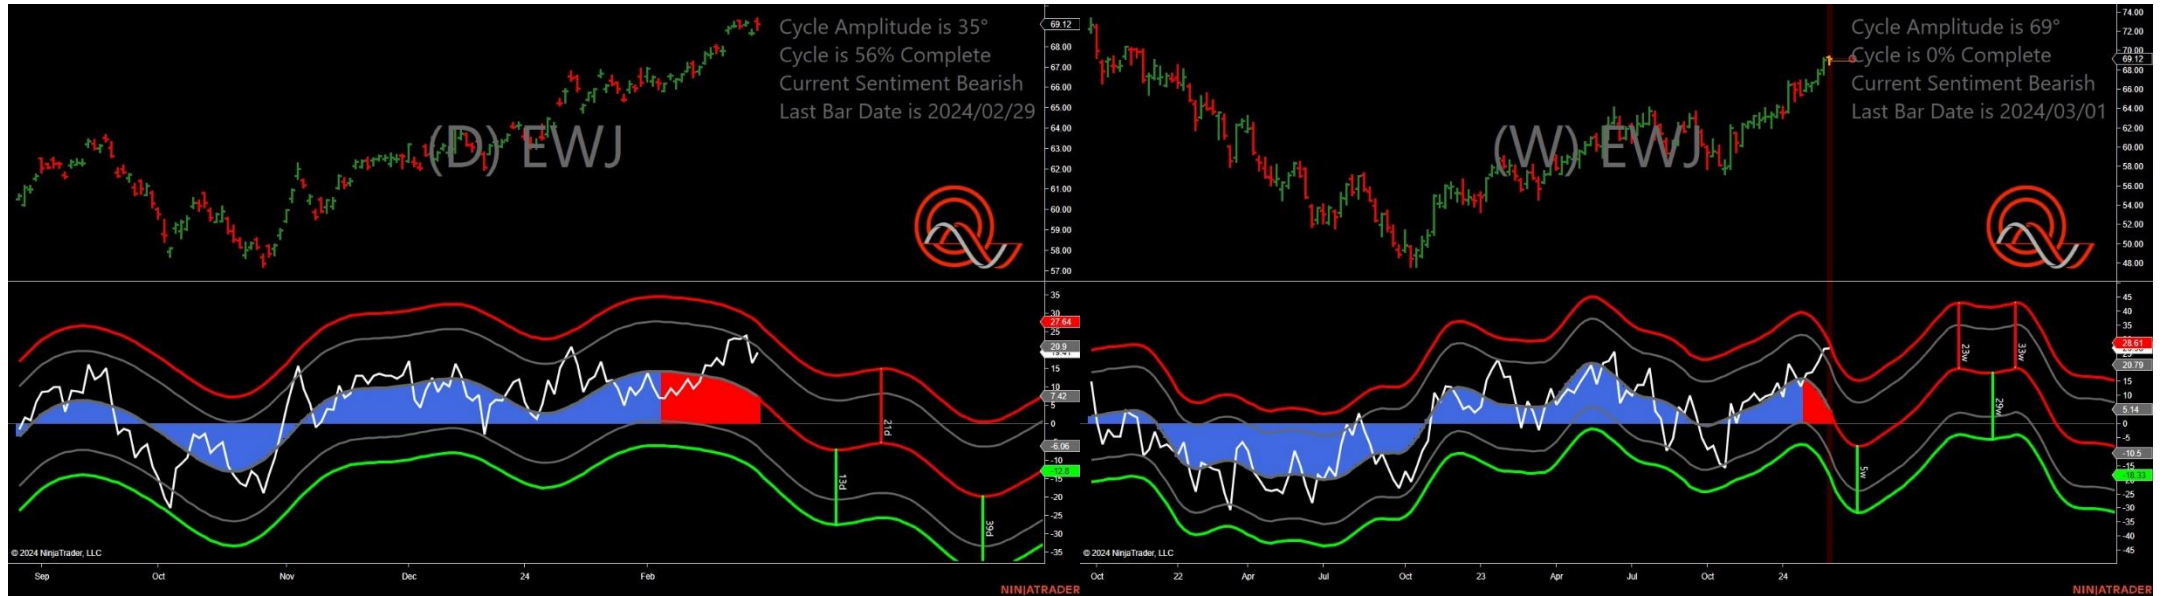 Cycle Amplitude is 35°
Cycle is 56% Complete
Current Sentiment Bearish
Last Bar Date is 2024/02/29
(D) EWJ
69.12
68.00
67.00
66.00
65.00
64.00
63.00
62.00
61.00
60.00
59.00
58.00
57.00
35
30
27.64
25
20.9
15
10
7.42
5
0
-6.06
-10
-12.8
-15
-20
-25
-30
-35
13d
21d
39d
© 2024 NinjaTrader, LLC
Sep Oct Nov Dec 24 Feb
NINJATRADER
Cycle Amplitude is 69°
Cycle is 0% Complete
Current Sentiment Bearish
Last Bar Date is 2024/03/01
(W) EWJ
74.00
72.00
70.00
69.12
68.00
66.00
64.00
62.00
60.00
58.00
56.00
54.00
52.00
50.00
48.00
45
40
35
30
28.61
20.79
15
10
5.14
0
-5
-10.5
-15
-18.33
-25
-30
-35
-40
-45
5w
23w
29w
33w
© 2024 NinjaTrader, LLC
Oct 22 Apr Jul Oct 23 Apr Jul Oct 24
NINJATRADER